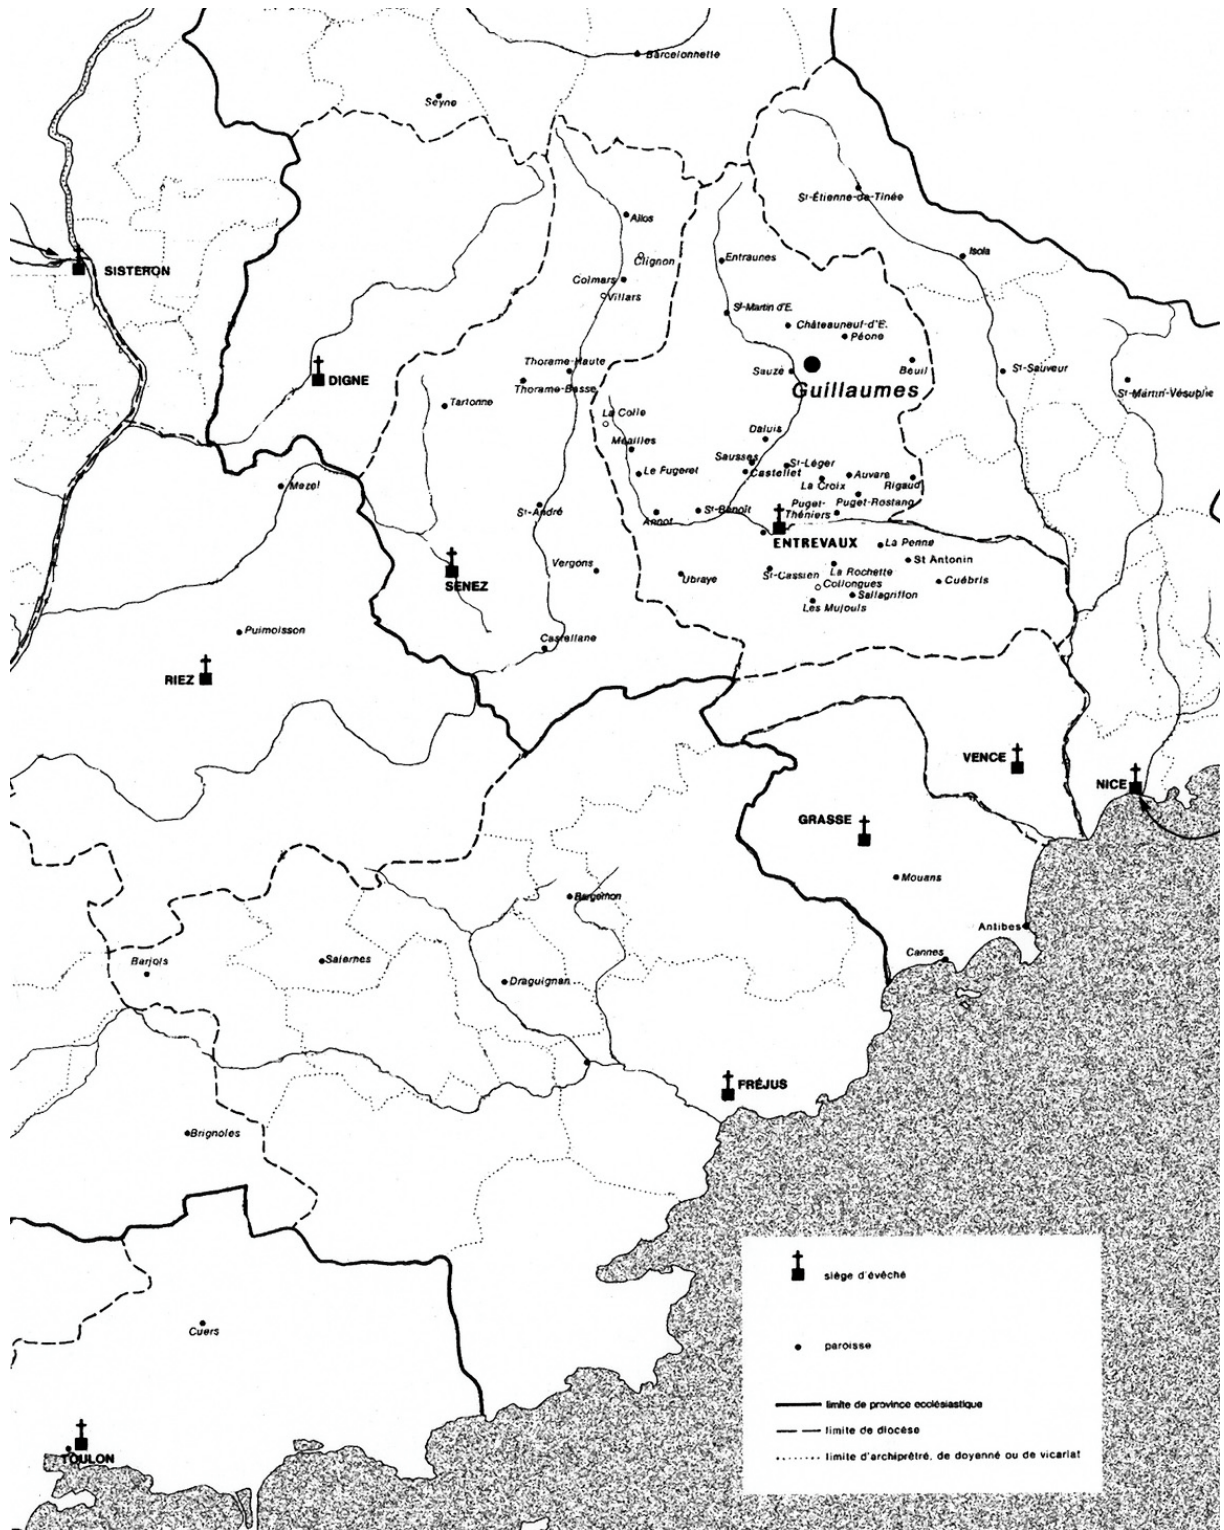 Barcelonnette
Seyne
St-Étienne-de-Tinée
Allos
Isola
Entraunes
Clignon
SISTERON
Colmars
Villars
St-Martin d'E.
Châteauneuf-d'E.
Péone
Thorame-Haute
Sauzé
Beuil
St-Sauveur
DIGNE
Thorame-Basse
Guillaumes
St-Martin-Vésubie
Tartonne
La Colle
Daluis
Méailles
Sausses
St-Léger
Le Fugeret
Castellet
Auvare
Mezel
La Croix
Rigaud
Puget-
Théniers
Puget-Rostang
St-André
Annot
St-Benoît
ENTREVAUX
La Penne
St Antonin
Vergons
Ubraye
St-Cassien
La Rochette
Cuébris
SENEZ
Collongues
Sallagriffon
Les Mujouls
Puimoisson
Castellane
RIEZ
VENCE
NICE
GRASSE
Mouans
Bargemon
Antibes
Cannes
Barjols
Salernes
Draguignan
FRÉJUS
Brignoles
siège d'évêché
Cuers
paroisse
limite de province ecclésiastique
limite de diocèse
limite d'archiprêtré, de doyenné ou de vicariat
TOULON